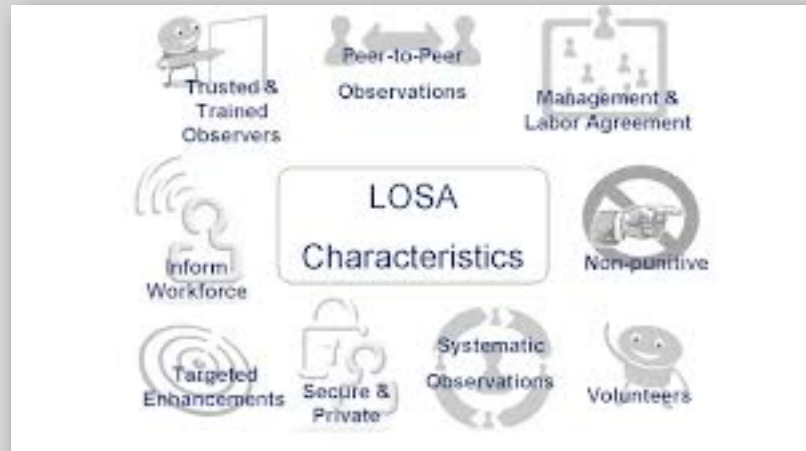 Trusted &
Trained
Observers
Peer-to-Peer
Observations
Management &
Labor Agreement
Inform
Workforce
LOSA
Characteristics
Non-punitive
Targeted
Enhancements
Secure &
Private
Systematic
Observations
Volunteers